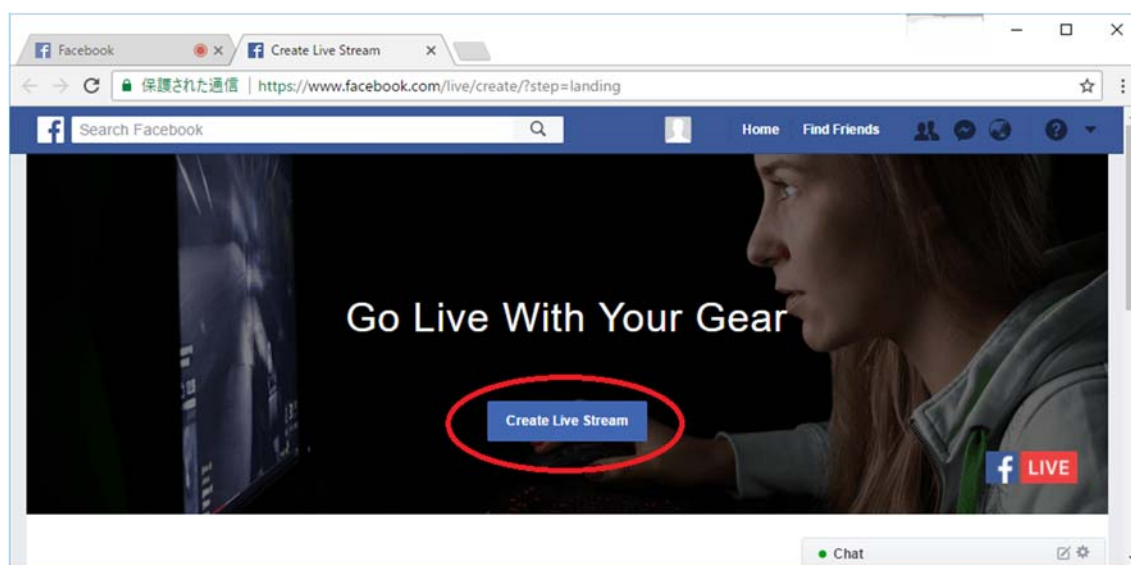 Facebook
Create Live Stream
保護された通信 | https://www.facebook.com/live/create/?step=landing
f Search Facebook Home Find Friends
Go Live With Your Gear
Create Live Stream
f LIVE
Chat